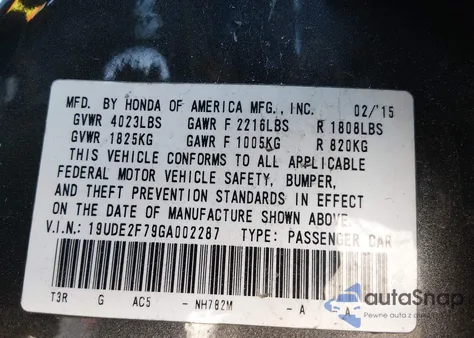 MFD. BY HONDA OF AMERICA MFG., INC. 02/'15
GVWR 4023LBS GAWR F 2216LBS R 1808LBS
GVWR 1825KG GAWR F 1005KG R 820KG
THIS VEHICLE CONFORMS TO ALL APPLICABLE
FEDERAL MOTOR VEHICLE SAFETY, BUMPER,
AND THEFT PREVENTION STANDARDS IN EFFECT
ON THE DATE OF MANUFACTURE SHOWN ABOVE.
V.I.N.: 19UDE2F79GA002287 TYPE: PASSENGER CAR
T3R G AC5 - NH782M - A A
autoSnap
Pewne auta z